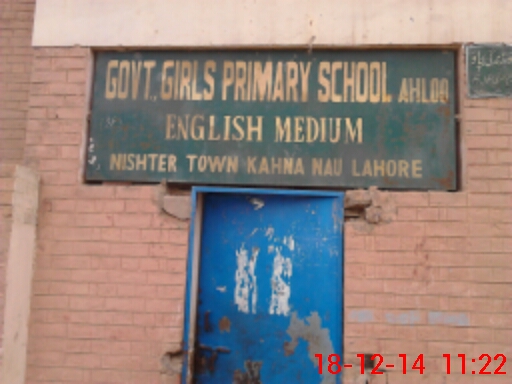 GOVT. GIRLS PRIMARY SCHOOL AHLOO
ENGLISH MEDIUM
NISHTER TOWN KAHNA NAU LAHORE
18-12-14 11:22